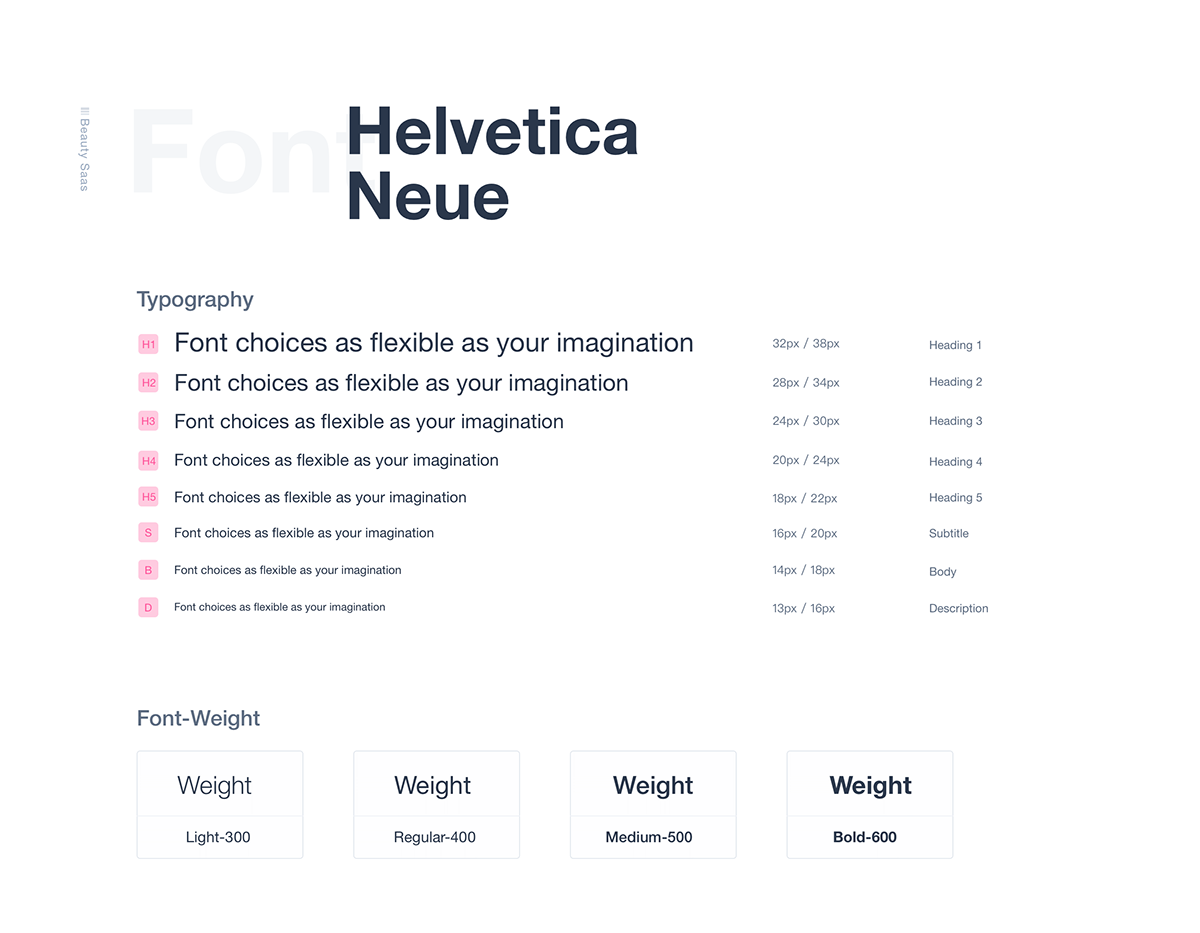 Beauty Saas
Font
Helvetica
Neue
Typography
H1 Font choices as flexible as your imagination 32px / 38px Heading 1
H2 Font choices as flexible as your imagination 28px / 34px Heading 2
H3 Font choices as flexible as your imagination 24px / 30px Heading 3
H4 Font choices as flexible as your imagination 20px / 24px Heading 4
H5 Font choices as flexible as your imagination 18px / 22px Heading 5
S Font choices as flexible as your imagination 16px / 20px Subtitle
B Font choices as flexible as your imagination 14px / 18px Body
D Font choices as flexible as your imagination 13px / 16px Description
Font-Weight
Weight Weight Weight Weight
Light-300 Regular-400 Medium-500 Bold-600